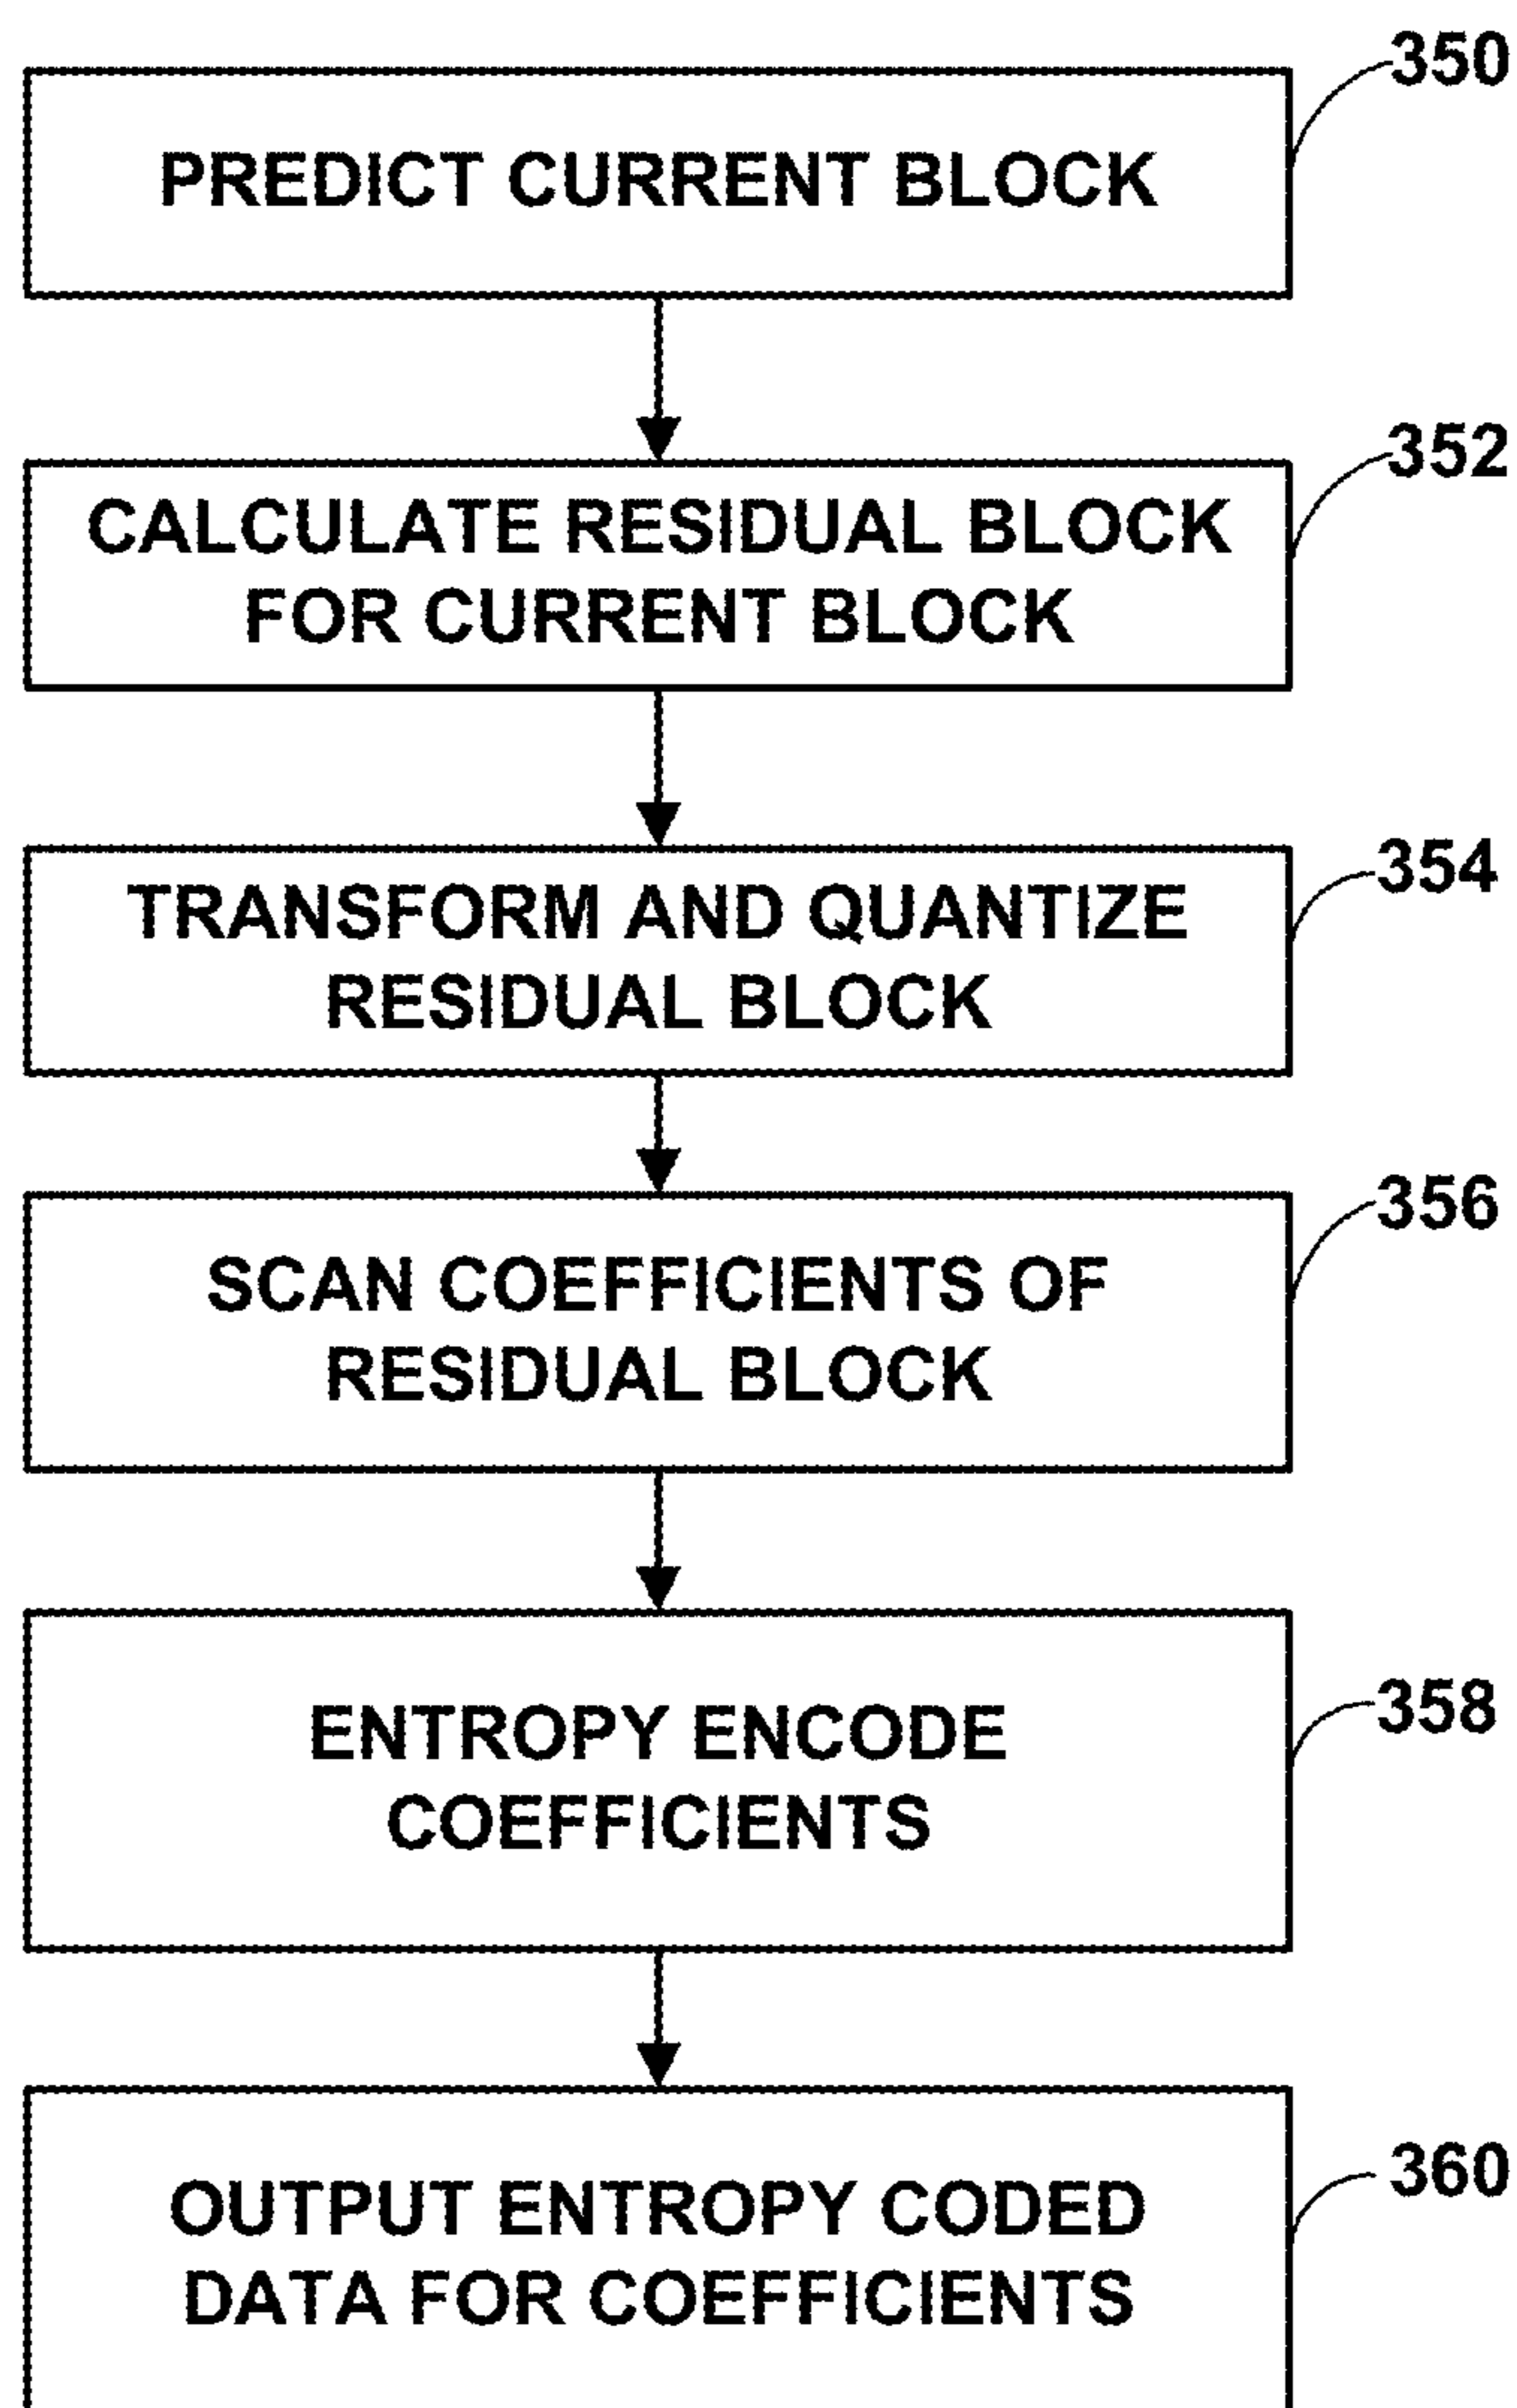 350
PREDICT CURRENT BLOCK
352
CALCULATE RESIDUAL BLOCK
FOR CURRENT BLOCK
354
TRANSFORM AND QUANTIZE
RESIDUAL BLOCK
356
SCAN COEFFICIENTS OF
RESIDUAL BLOCK
358
ENTROPY ENCODE
COEFFICIENTS
360
OUTPUT ENTROPY CODED
DATA FOR COEFFICIENTS